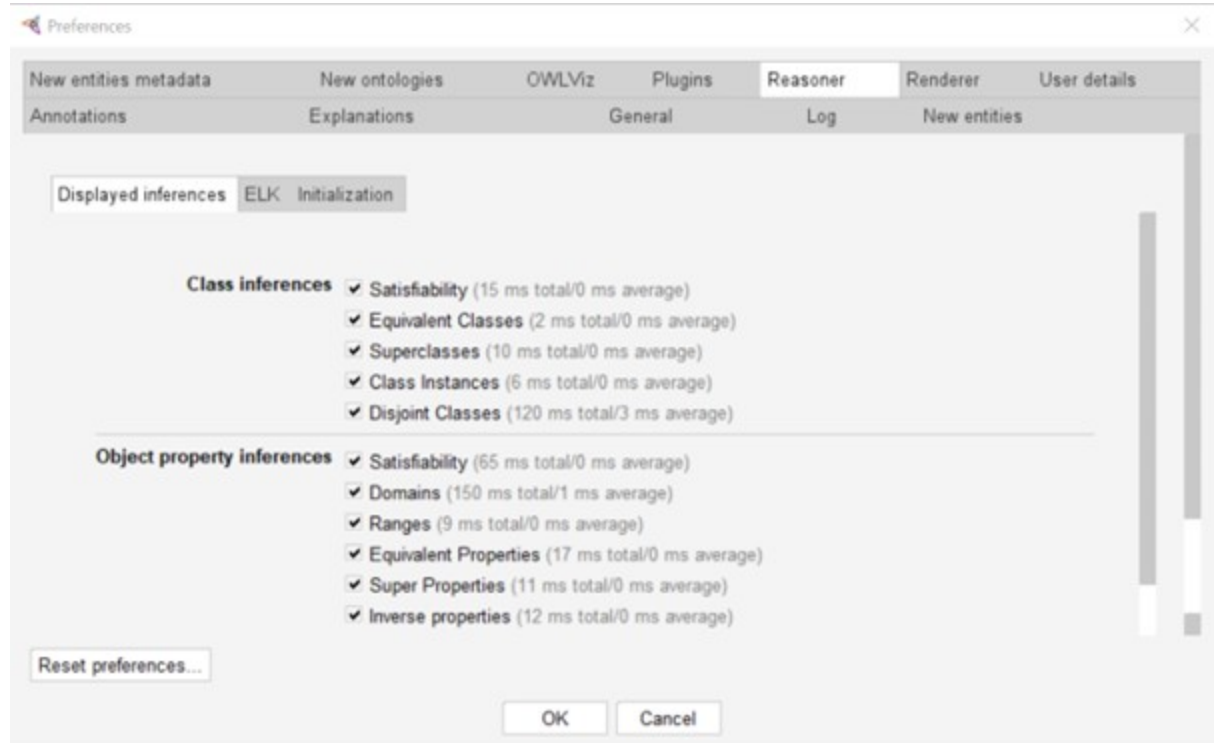 Preferences
New entities metadata New ontologies OWLViz Plugins Reasoner Renderer User details
Annotations Explanations General Log New entities
Displayed inferences ELK Initialization
Class inferences Satisfiability (15 ms total/0 ms average)
Equivalent Classes (2 ms total/0 ms average)
Superclasses (10 ms total/0 ms average)
Class Instances (6 ms total/0 ms average)
Disjoint Classes (120 ms total/3 ms average)
Object property inferences Satisfiability (65 ms total/0 ms average)
Domains (150 ms total/1 ms average)
Ranges (9 ms total/0 ms average)
Equivalent Properties (17 ms total/0 ms average)
Super Properties (11 ms total/0 ms average)
Inverse properties (12 ms total/0 ms average)
Reset preferences...
OK Cancel